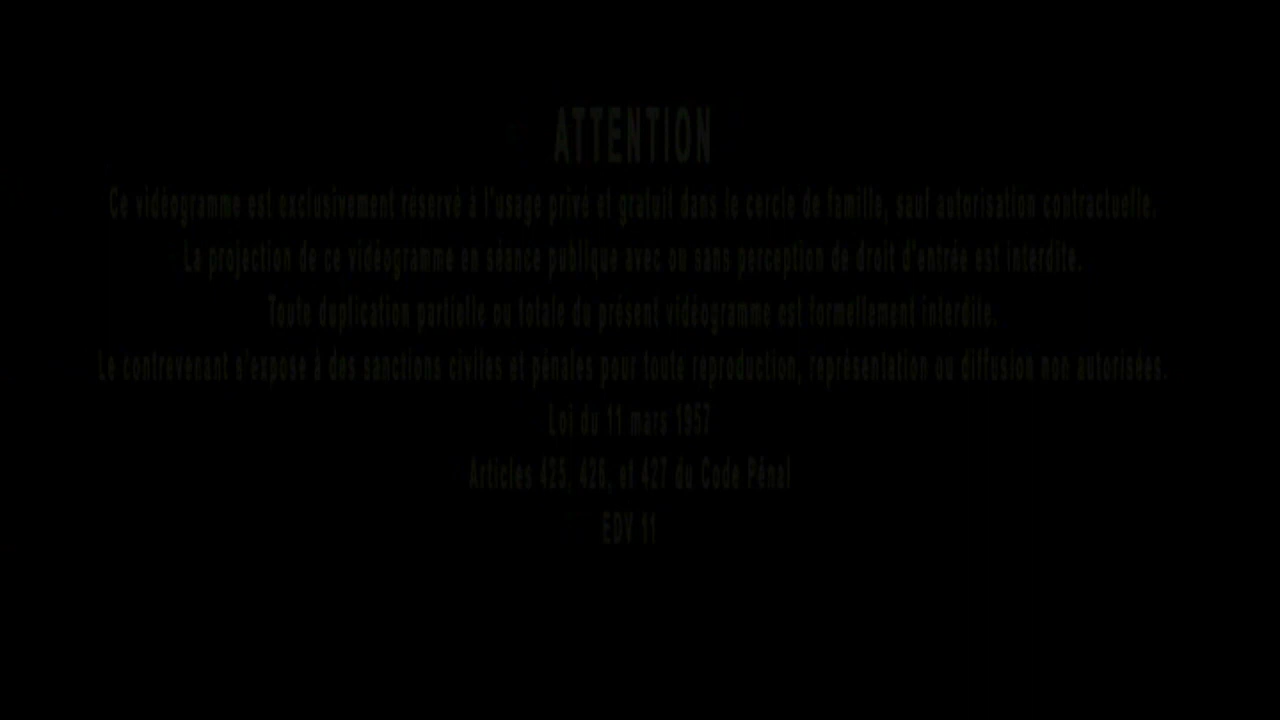 ATTENTION
Ce vidéogramme est exclusivement réservé à l'usage privé et gratuit dans le cercle de famille, sauf autorisation contractuelle.
La projection de ce vidéogramme en séance publique avec ou sans perception de droit d'entrée est interdite.
Toute duplication partielle ou totale du présent vidéogramme est formellement interdite.
Le contrevenant s'expose à des sanctions civiles et pénales pour toute reproduction, représentation ou diffusion non autorisées.
Loi du 11 mars 1957
Articles 425, 426, et 427 du Code Pénal
EDV 11